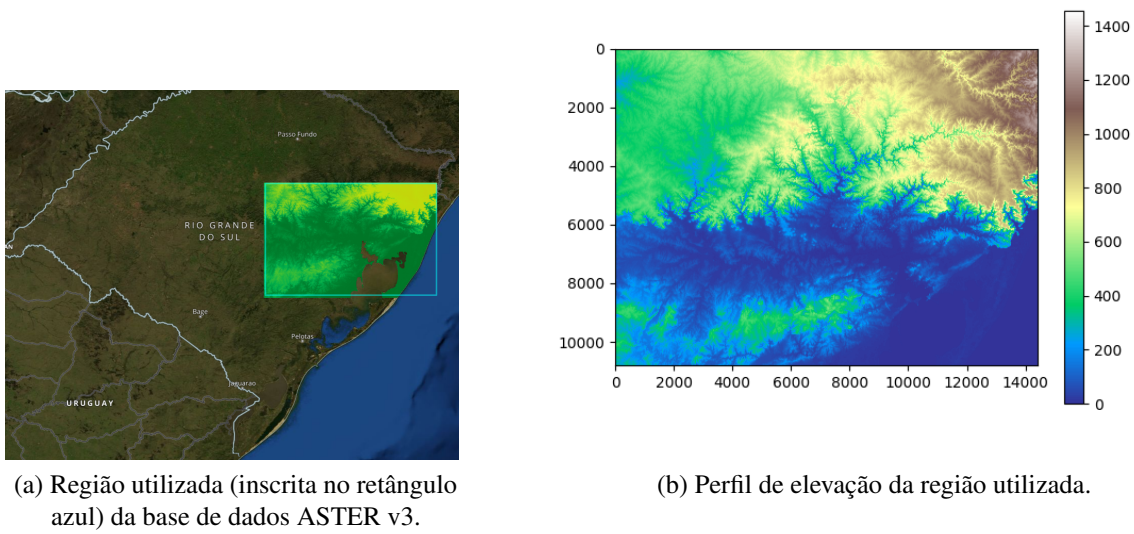 Passo Fundo
RIO GRANDE
DO SUL
Bage
Pelotas
Jaguarao
URUGUAY
(a) Região utilizada (inscrita no retângulo
azul) da base de dados ASTER v3.
0
2000
4000
6000
8000
10000
0 2000 4000 6000 8000 10000 12000 14000
1400
1200
1000
800
600
400
200
0
(b) Perfil de elevação da região utilizada.